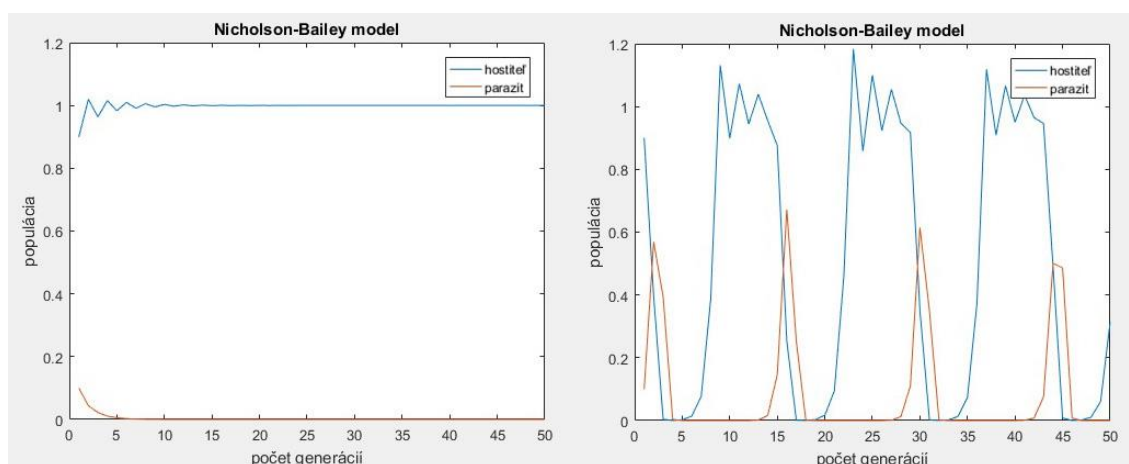 Nicholson-Bailey model
1.2
1
0.8
0.6
0.4
0.2
0
populácia
hostiteľ
parazit
0 5 10 15 20 25 30 35 40 45 50
počet generácií
Nicholson-Bailey model
1.2
1
0.8
0.6
0.4
0.2
0
populácia
hostiteľ
parazit
0 5 10 15 20 25 30 35 40 45 50
počet generácií